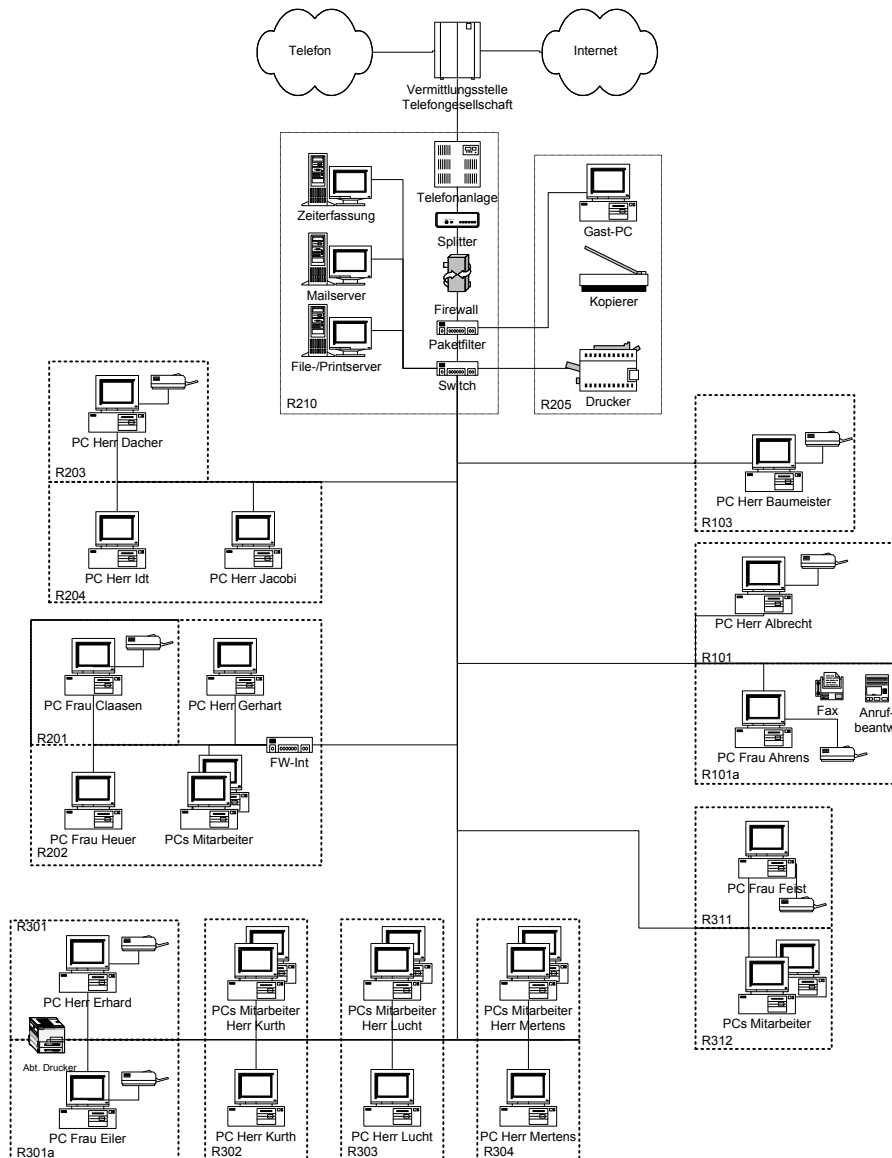 Telefon
Internet
Vermittlungsstelle
Telefongesellschaft
Telefonanlage
Zeiterfassung
Splitter
Gast-PC
Mailserver
Firewall
Kopierer
Paketfilter
File-/Printserver
Switch
Drucker
R210
R205
PC Herr Dacher
R203
PC Herr Idt
PC Herr Jacobi
R204
PC Herr Baumeister
R103
PC Herr Albrecht
R101
Fax
Anruf-
beantw
PC Frau Ahrens
R101a
PC Frau Claasen
PC Herr Gerhart
R201
FW-Int
PC Frau Heuer
PCs Mitarbeiter
R202
PC Frau Feist
R311
PCs Mitarbeiter
R312
R301
PC Herr Erhard
PCs Mitarbeiter
Herr Kurth
PCs Mitarbeiter
Herr Lucht
PCs Mitarbeiter
Herr Mertens
Abt. Drucker
PC Frau Eiler
R301a
PC Herr Kurth
R302
PC Herr Lucht
R303
PC Herr Mertens
R304